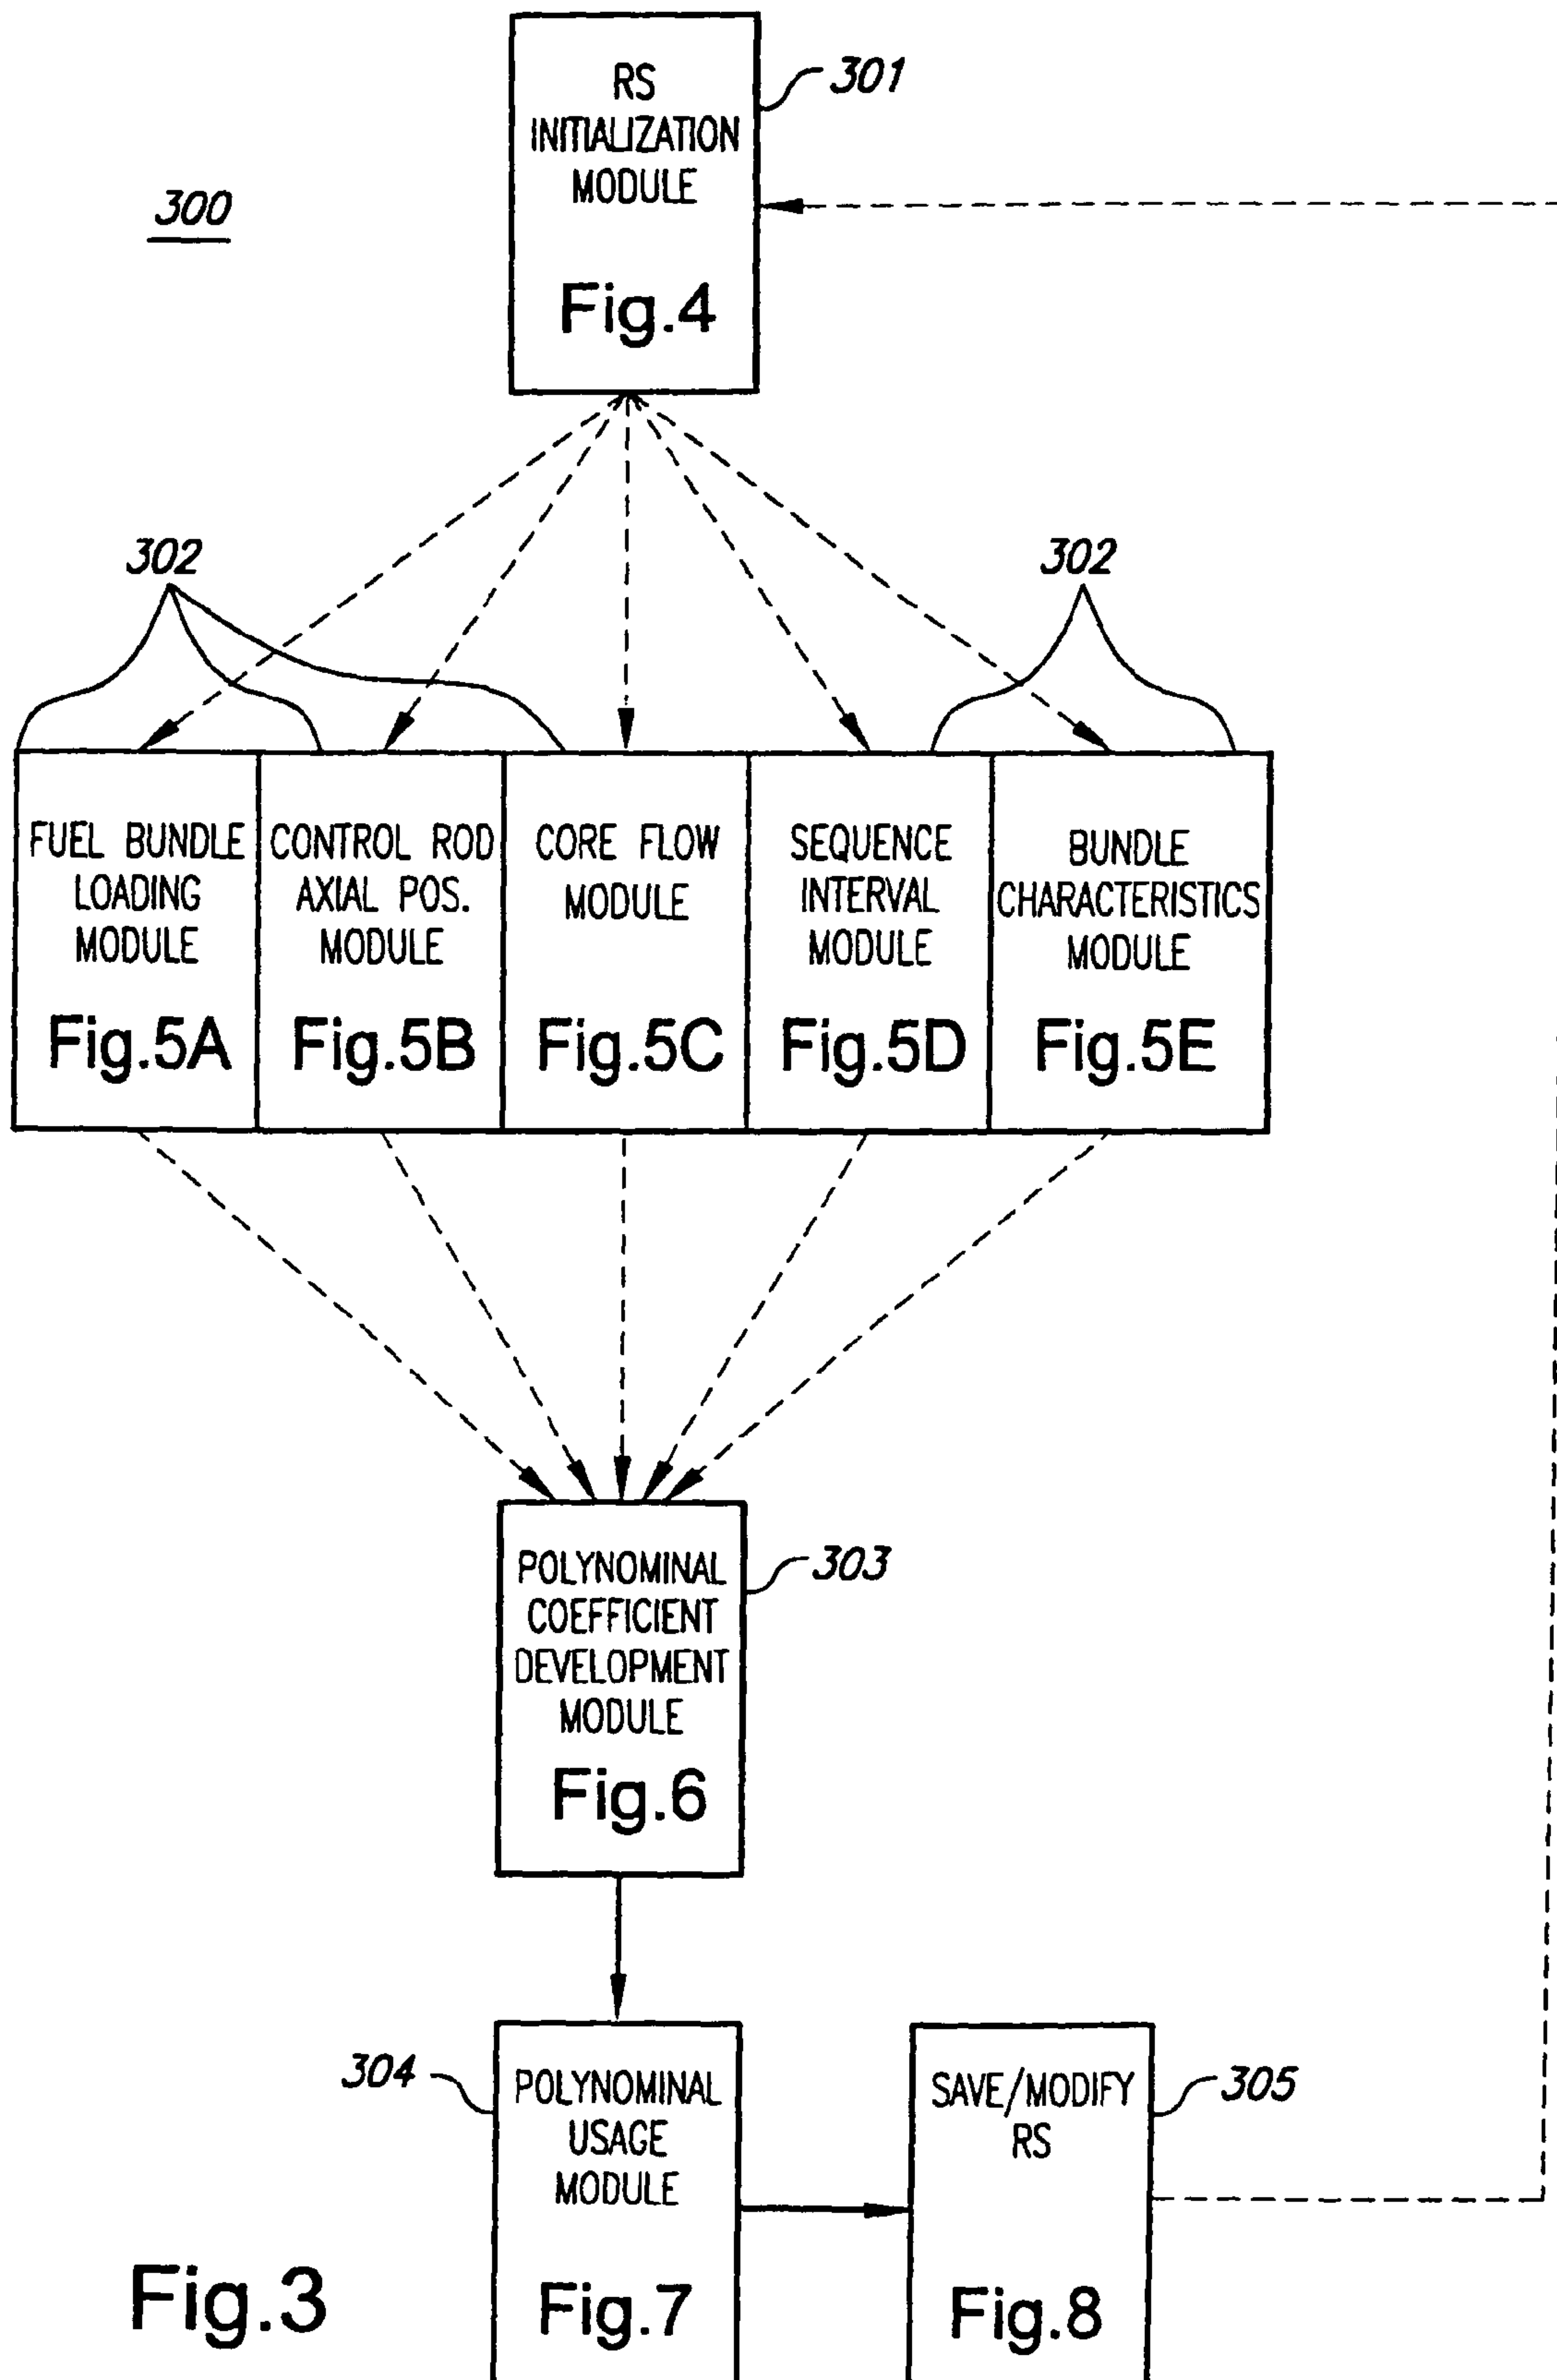 RS
INITIALIZATION
MODULE
Fig.4
301
300
302
302
FUEL BUNDLE
LOADING
MODULE
Fig.5A
CONTROL ROD
AXIAL POS.
MODULE
Fig.5B
CORE FLOW
MODULE
Fig.5C
SEQUENCE
INTERVAL
MODULE
Fig.5D
BUNDLE
CHARACTERISTICS
MODULE
Fig.5E
POLYNOMINAL
COEFFICIENT
DEVELOPMENT
MODULE
Fig.6
303
304
POLYNOMINAL
USAGE
MODULE
Fig.7
SAVE/MODIFY
RS
Fig.8
305
Fig.3